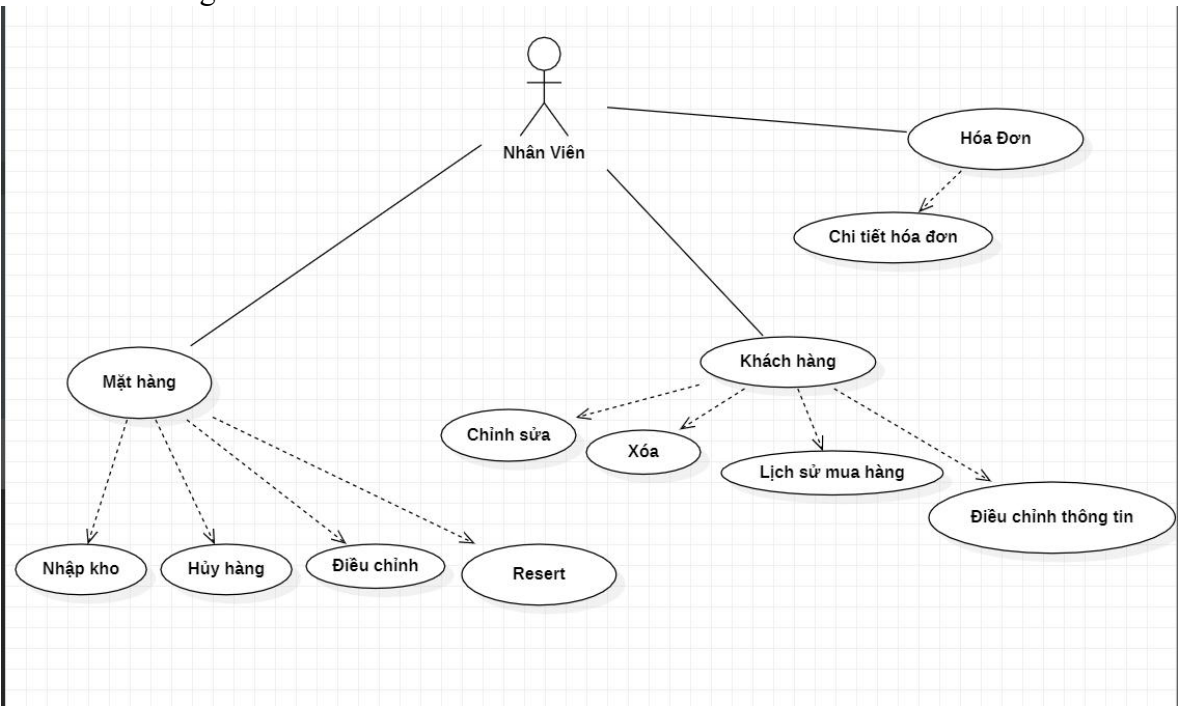 Nhân Viên
Hóa Đơn
Chi tiết hóa đơn
Mặt hàng
Khách hàng
Chỉnh sửa
Xóa
Lịch sử mua hàng
Điều chỉnh thông tin
Nhập kho
Hủy hàng
Điều chỉnh
Resert